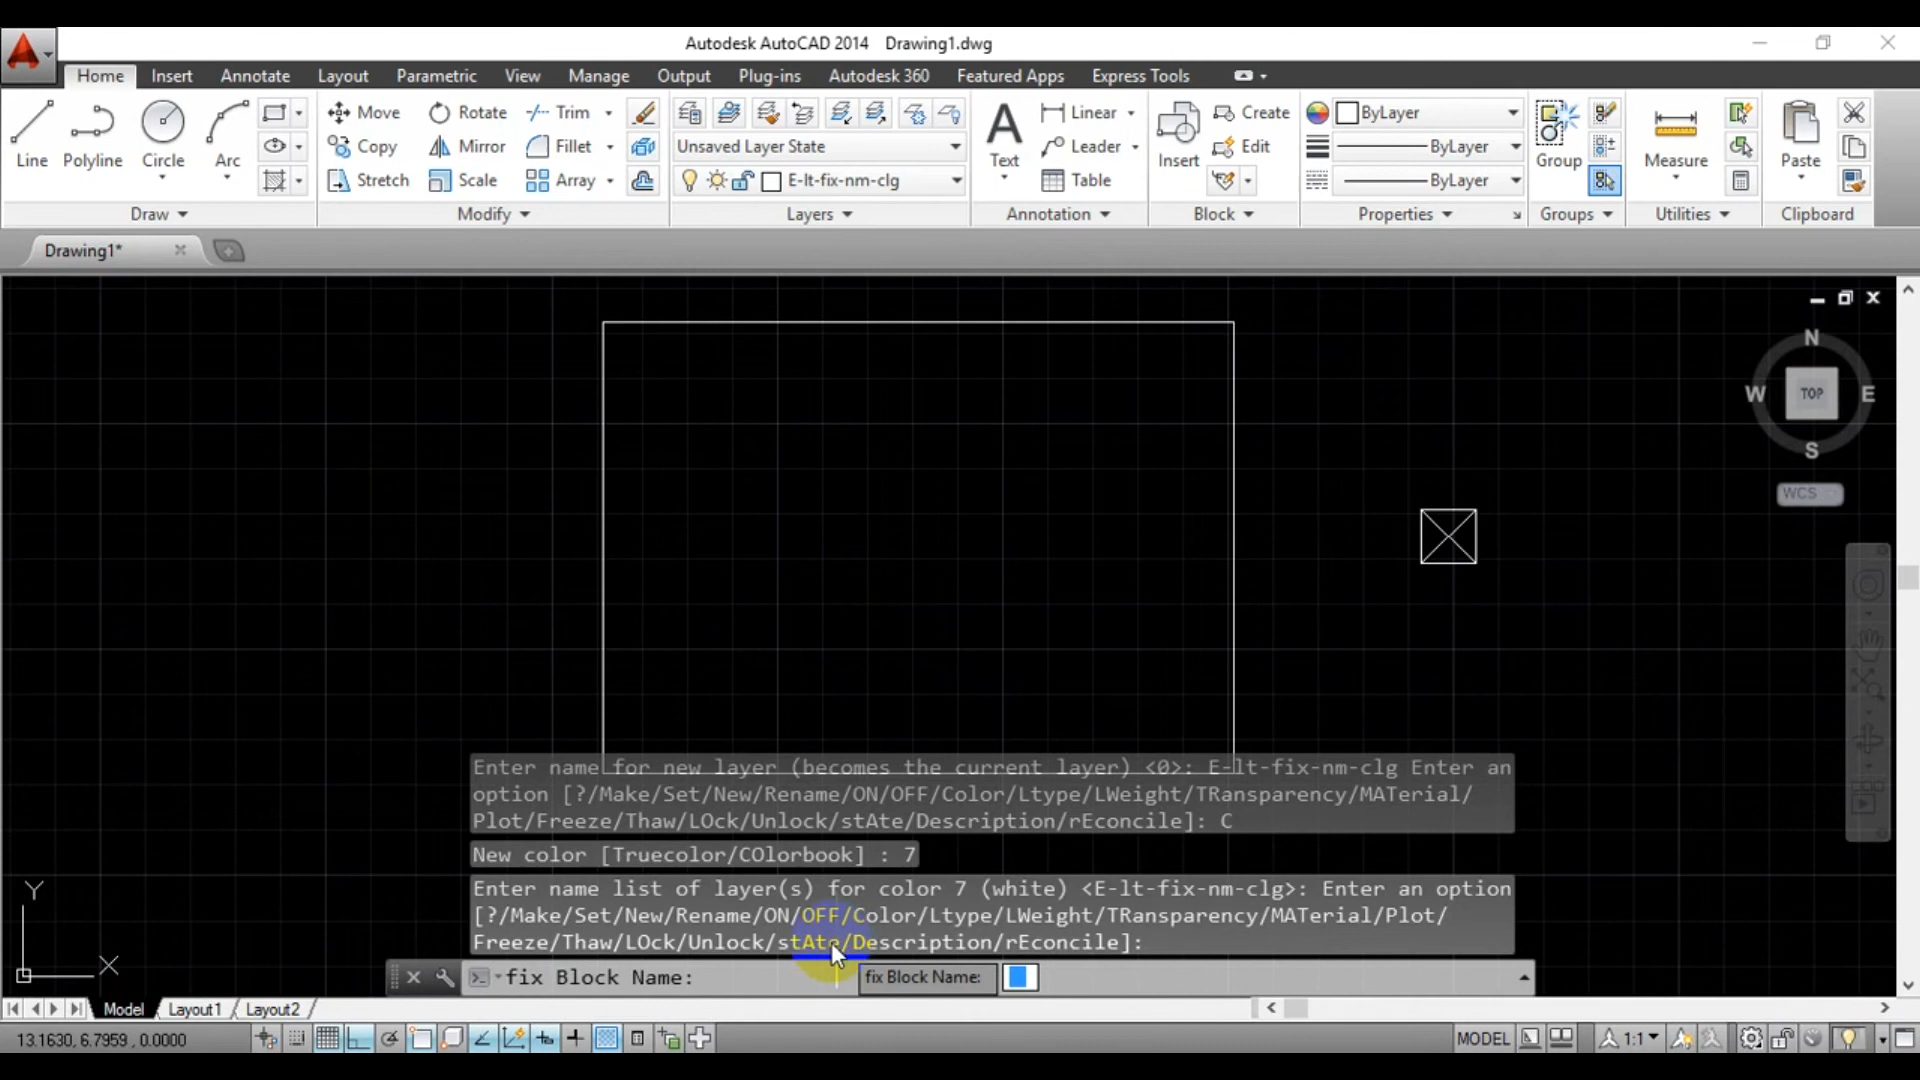 Autodesk AutoCAD 2014 Drawing1.dwg
Home Insert Annotate Layout Parametric View Manage Output Plug-ins Autodesk 360 Featured Apps Express Tools
Line Polyline Circle Arc
Move Rotate Trim
Copy Mirror Fillet
Stretch Scale Array
Unsaved Layer State
E-lt-fix-nm-clg
Text
Linear
Leader
Table
Insert
Create
Edit
ByLayer
ByLayer
ByLayer
Group
Measure
Paste
Draw Modify Layers Annotation Block Properties Groups Utilities Clipboard
Drawing1*
N
W TOP E
S
WCS
Enter name for new layer (becomes the current layer) <0>: E-lt-fix-nm-clg Enter an
option [?/Make/Set/New/Rename/ON/OFF/Color/Ltype/LWeight/TRansparency/MATerial/
Plot/Freeze/Thaw/LOck/Unlock/stAte/Description/rEconcile]: C
New color [Truecolor/COlorbook] : 7
Enter name list of layer(s) for color 7 (white) <E-lt-fix-nm-clg>: Enter an option
[?/Make/Set/New/Rename/ON/OFF/Color/Ltype/LWeight/TRansparency/MATerial/Plot/
Freeze/Thaw/LOck/Unlock/stAte/Description/rEconcile]:
fix Block Name:
fix Block Name:
Y
X
Model Layout1 Layout2
13.1630, 6.7959 , 0.0000
MODEL 1:1